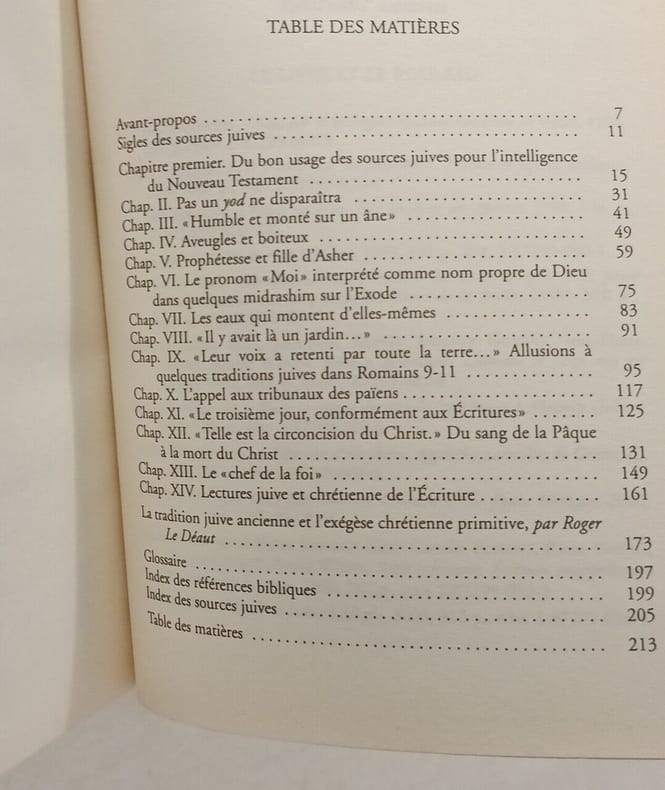 TABLE DES MATIÈRES
Avant-propos . . . . . . . . . . . . . . . . . . . . . . . . . . . . . . . . . . . . . . . . 7
Sigles des sources juives . . . . . . . . . . . . . . . . . . . . . . . . . . . . . . . . 11
Chapitre premier. Du bon usage des sources juives pour l'intelligence
du Nouveau Testament . . . . . . . . . . . . . . . . . . . . . . . . . . . . . 15
Chap. II. Pas un yod ne disparaîtra . . . . . . . . . . . . . . . . . . . . . . . . 31
Chap. III. «Humble et monté sur un âne» . . . . . . . . . . . . . . . . . . 41
Chap. IV. Aveugles et boiteux . . . . . . . . . . . . . . . . . . . . . . . . . . . . 49
Chap. V. Prophétesse et fille d'Asher . . . . . . . . . . . . . . . . . . . . . . . 59
Chap. VI. Le pronom «Moi» interprété comme nom propre de Dieu
dans quelques midrashim sur l'Exode . . . . . . . . . . . . . . . . . . . 75
Chap. VII. Les eaux qui montent d'elles-mêmes . . . . . . . . . . . . . . . 83
Chap. VIII. «Il y avait là un jardin...» . . . . . . . . . . . . . . . . . . . . . . 91
Chap. IX. «Leur voix a retenti par toute la terre...» Allusions à
quelques traditions juives dans Romains 9-11 . . . . . . . . . . . . . 95
Chap. X. L'appel aux tribunaux des païens . . . . . . . . . . . . . . . . . . . . 117
Chap. XI. «Le troisième jour, conformément aux Écritures» . . . . . . . 125
Chap. XII. «Telle est la circoncision du Christ.» Du sang de la Pâque
à la mort du Christ . . . . . . . . . . . . . . . . . . . . . . . . . . . . . . . . 131
Chap. XIII. Le «chef de la foi» . . . . . . . . . . . . . . . . . . . . . . . . . . . . 149
Chap. XIV. Lectures juive et chrétienne de l'Écriture . . . . . . . . . . . . 161
La tradition juive ancienne et l'exégèse chrétienne primitive, par Roger
Le Déaut . . . . . . . . . . . . . . . . . . . . . . . . . . . . . . . . . . . . . . . 173
Glossaire . . . . . . . . . . . . . . . . . . . . . . . . . . . . . . . . . . . . . . . . . . 197
Index des références bibliques . . . . . . . . . . . . . . . . . . . . . . . . . . . . 199
Index des sources juives . . . . . . . . . . . . . . . . . . . . . . . . . . . . . . . . 205
Table des matières . . . . . . . . . . . . . . . . . . . . . . . . . . . . . . . . . . . . 213